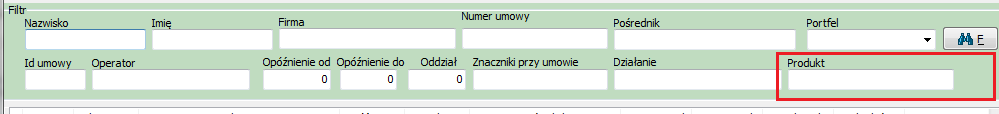 Filtr
Nazwisko Imię Firma Numer umowy Pośrednik Portfel
E
Id umowy Operator Opóźnienie od Opóźnienie do Oddział Znaczniki przy umowie Działanie Produkt
0 0 0